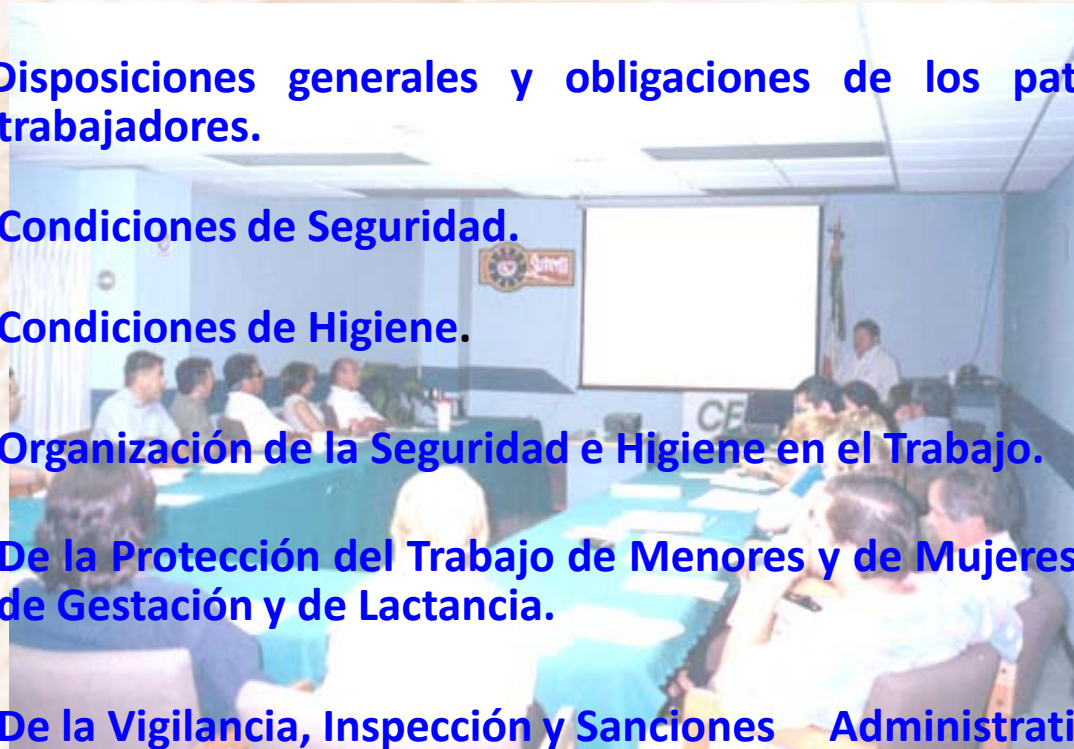 Disposiciones generales y obligaciones de los pat
trabajadores.
Condiciones de Seguridad.
Condiciones de Higiene.
Organización de la Seguridad e Higiene en el Trabajo.
De la Protección del Trabajo de Menores y de Mujeres
de Gestación y de Lactancia.
De la Vigilancia, Inspección y Sanciones Administrati